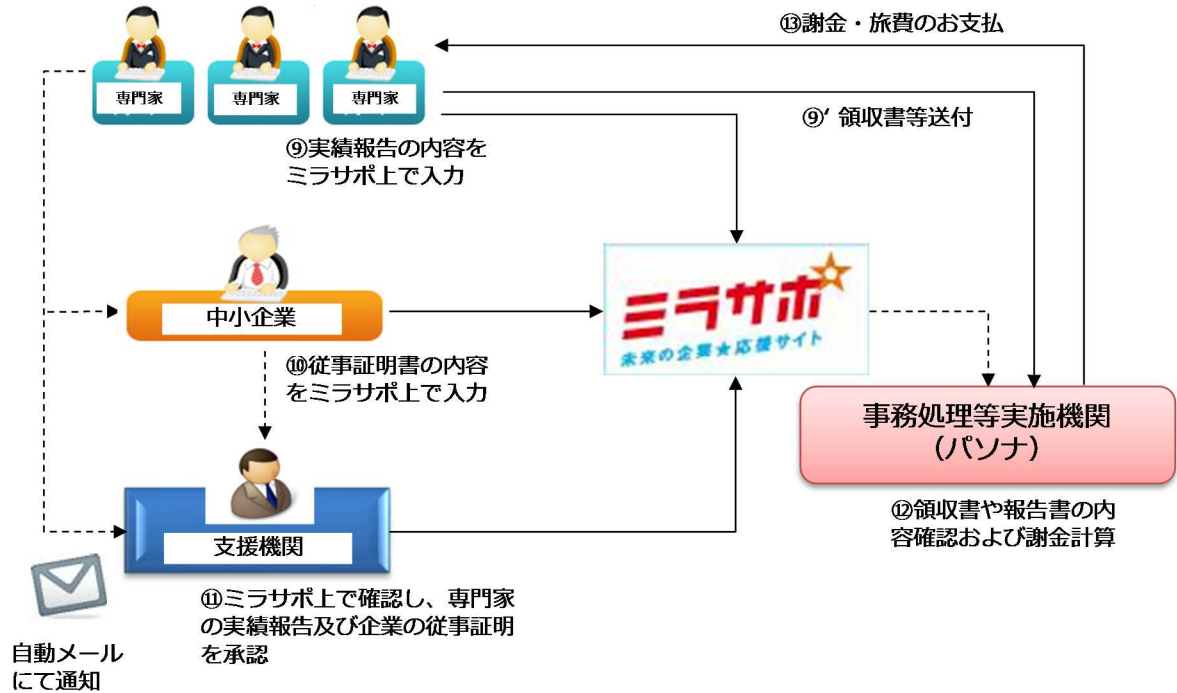 ⑬謝金・旅費のお支払
専門家
専門家
専門家
⑨’ 領収書等送付
⑨実績報告の内容を
ミラサポ上で入力
ミラサポ
未来の企業★応援サイト
中小企業
⑩従事証明書の内容
をミラサポ上で入力
事務処理等実施機関
(パソナ)
⑫領収書や報告書の内
容確認および謝金計算
支援機関
⑪ミラサポ上で確認し、専門家
の実績報告及び企業の従事証明
を承認
自動メール
にて通知